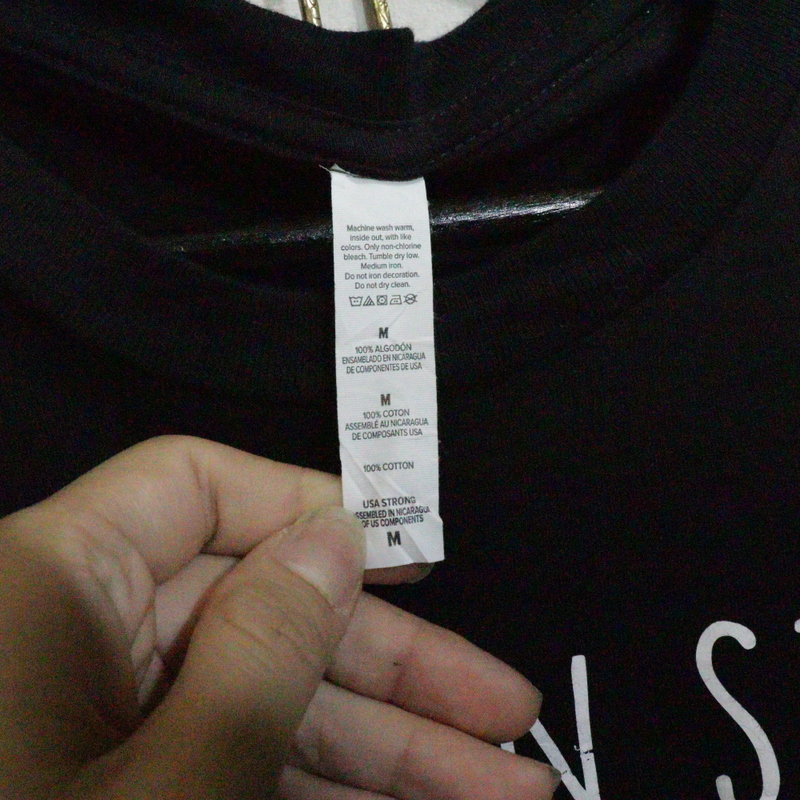 Machine wash warm,
inside out, with like
colors. Only non-chlorine
bleach. Tumble dry low.
Medium iron.
Do not iron decoration.
Do not dry clean.
M
100% ALGODÓN
ENSAMBLADO EN NICARAGUA
DE COMPONENTES DE USA
M
100% COTON
ASSEMBLÉ AU NICARAGUA
DE COMPOSANTS USA
100% COTTON
USA STRONG
ASSEMBLED IN NICARAGUA
OF US COMPONENTS
M